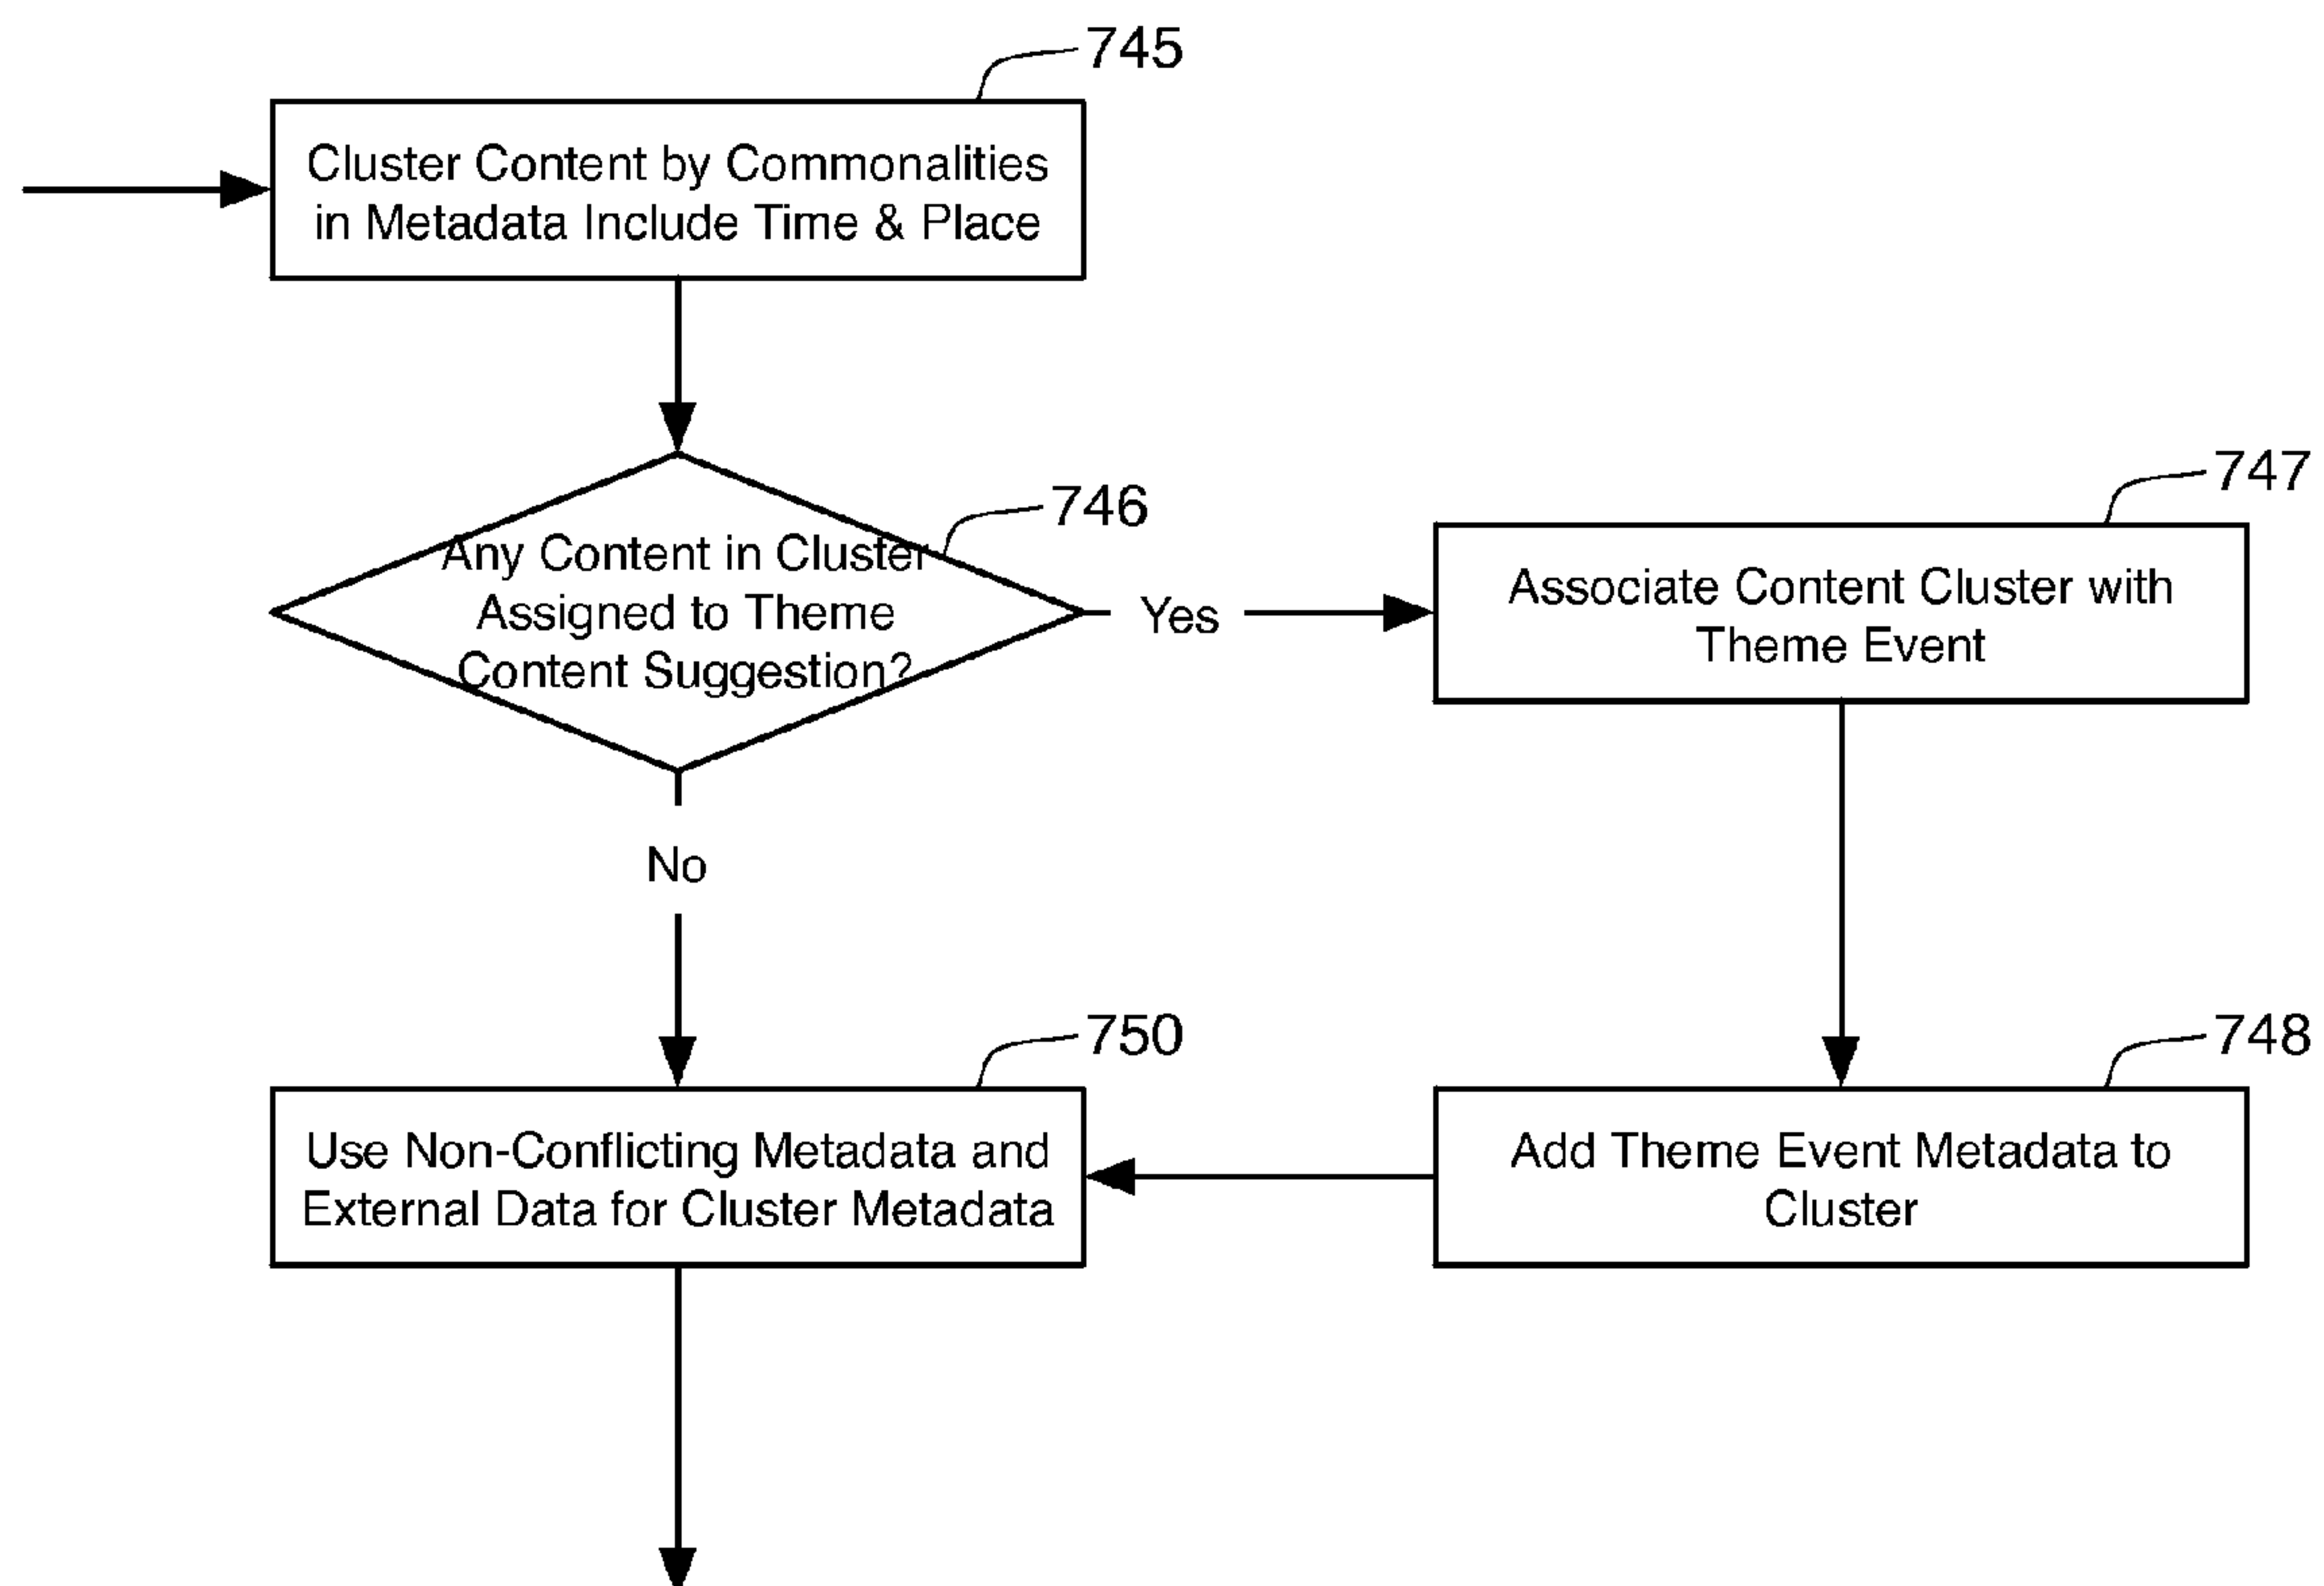 745
Cluster Content by Commonalities
in Metadata Include Time & Place
746
Any Content in Cluster
Assigned to Theme
Content Suggestion?
Yes
747
Associate Content Cluster with
Theme Event
No
750
Use Non-Conflicting Metadata and
External Data for Cluster Metadata
748
Add Theme Event Metadata to
Cluster